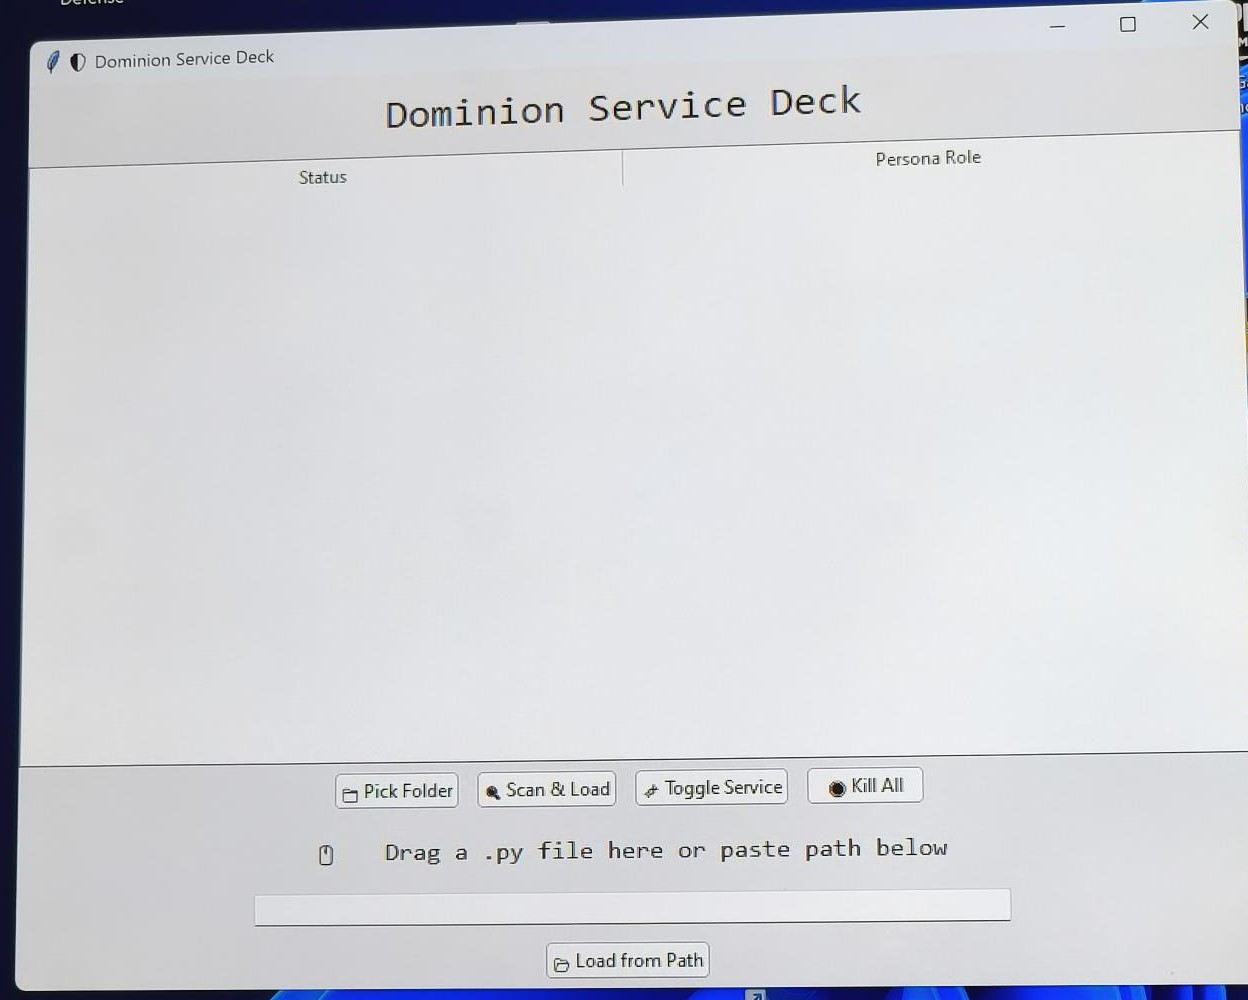 Defense
Dominion Service Deck
Dominion Service Deck
Status
Persona Role
Pick Folder
Scan & Load
Toggle Service
Kill All
Drag a .py file here or paste path below
Load from Path